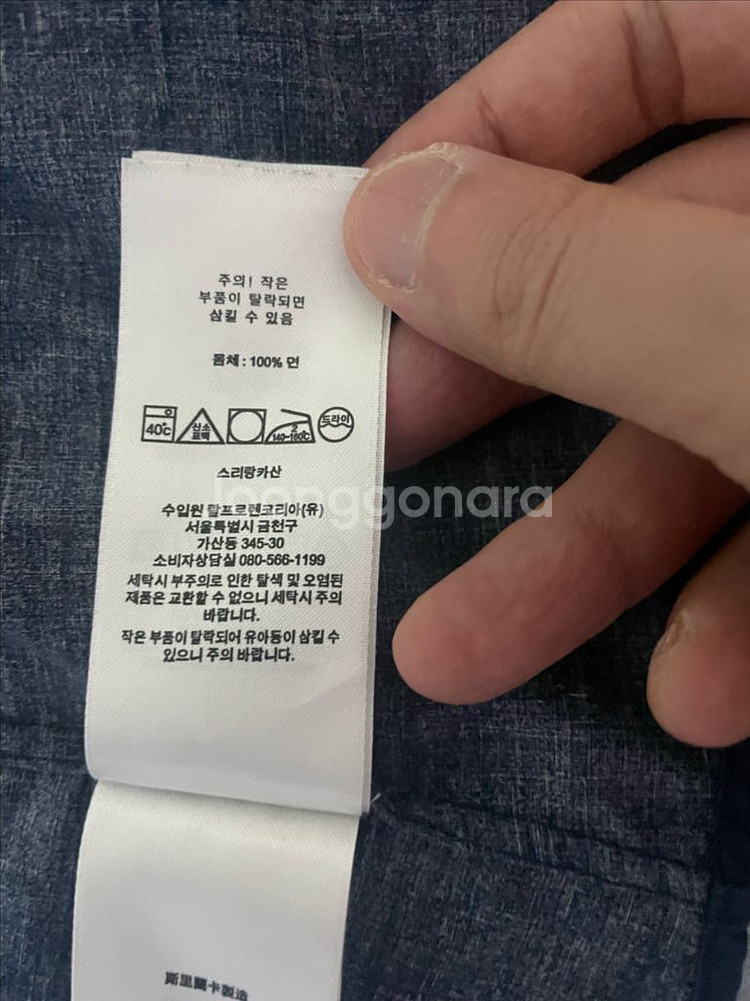 주의! 작은
부품이 탈락되면
삼킬 수 있음
몸체 : 100% 면
40℃ 산소 표백 140~160℃ 드라이
스리랑카산
수입원 랄프로렌코리아(유)
서울특별시 금천구
가산동 345-30
소비자상담실 080-566-1199
세탁시 부주의로 인한 탈색 및 오염된
제품은 교환할 수 없으니 세탁시 주의
바랍니다.
작은 부품이 탈락되어 유아등이 삼킬 수
있으니 주의 바랍니다.
斯里蘭卡製造
joonggonara